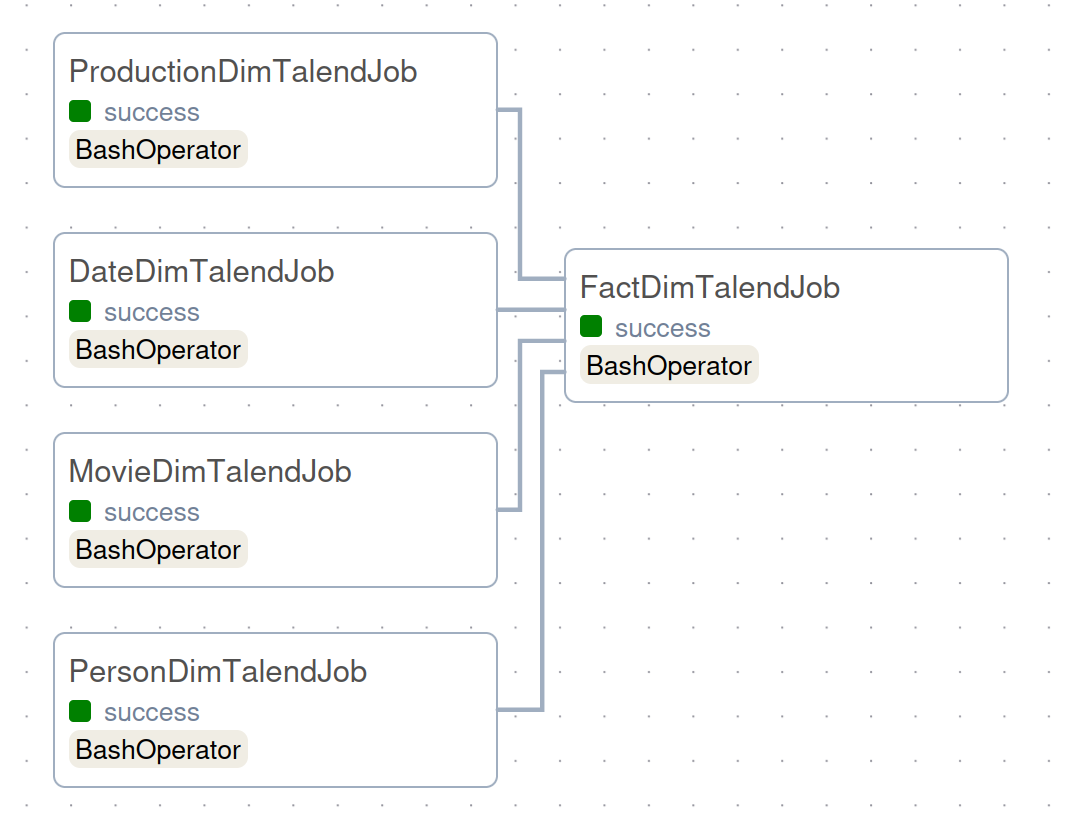 ProductionDimTalendJob
success
BashOperator
DateDimTalendJob
success
BashOperator
MovieDimTalendJob
success
BashOperator
PersonDimTalendJob
success
BashOperator
FactDimTalendJob
success
BashOperator